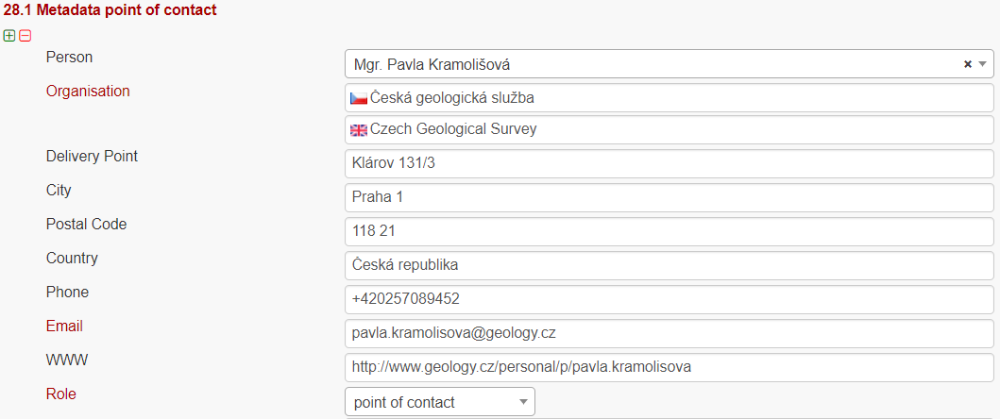 28.1 Metadata point of contact
Person
Mgr. Pavla Kramolišová
Organisation
Česká geologická služba
Czech Geological Survey
Delivery Point
Klárov 131/3
City
Praha 1
Postal Code
118 21
Country
Česká republika
Phone
+420257089452
Email
pavla.kramolisova@geology.cz
WWW
http://www.geology.cz/personal/p/pavla.kramolisova
Role
point of contact